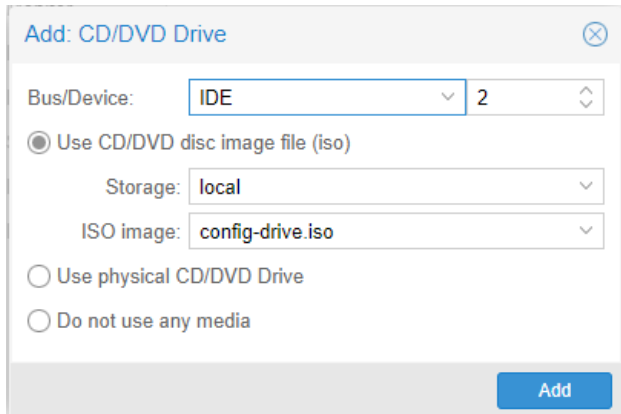 Add: CD/DVD Drive
Bus/Device: IDE 2
Use CD/DVD disc image file (iso)
Storage: local
ISO image: config-drive.iso
Use physical CD/DVD Drive
Do not use any media
Add